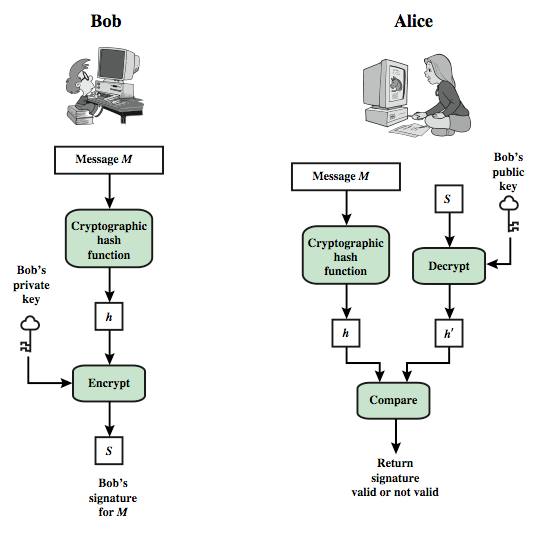 Bob
Message M
Cryptographic
hash
function
Bob's
private
key
h
Encrypt
S
Bob's
signature
for M
Alice
Message M
Bob's
public
key
S
Cryptographic
hash
function
Decrypt
h
h'
Compare
Return
signature
valid or not valid